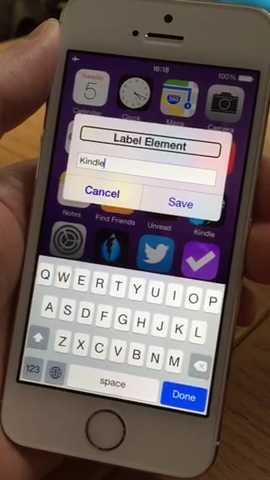 16:18
100%
Tuesday
5
Calendar
Clock
Maps
Camera
280
Label Element
Kindle
Cancel
Save
Notes
Find Friends
Unread
Kindle
Q W E R T Y U I O P
A S D F G H J K L
Z X C V B N M
123
space
Done